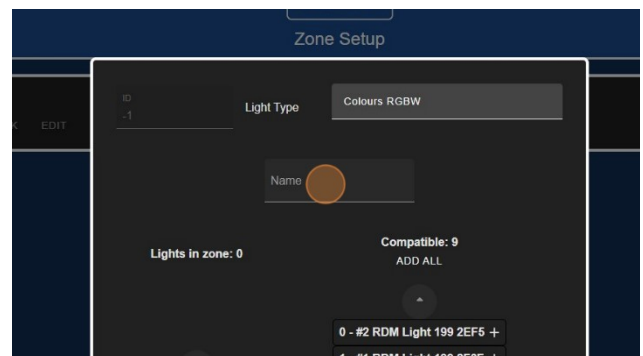 Zone Setup
ID
-1
Light Type
Colours RGBW
EDIT
Name
Lights in zone: 0
Compatible: 9
ADD ALL
0 - #2 RDM Light 199 2EF5 +